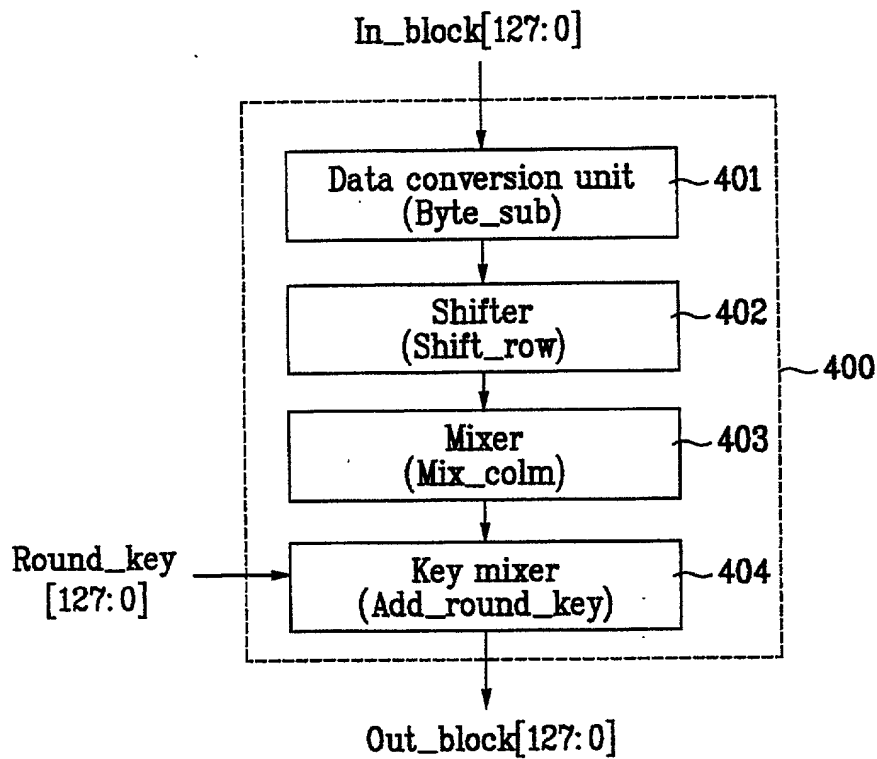 In_block[127:0]
Data conversion unit
(Byte_sub)
401
Shifter
(Shift_row)
402
400
Mixer
(Mix_colm)
403
Round_key
[127:0]
Key mixer
(Add_round_key)
404
Out_block[127:0]